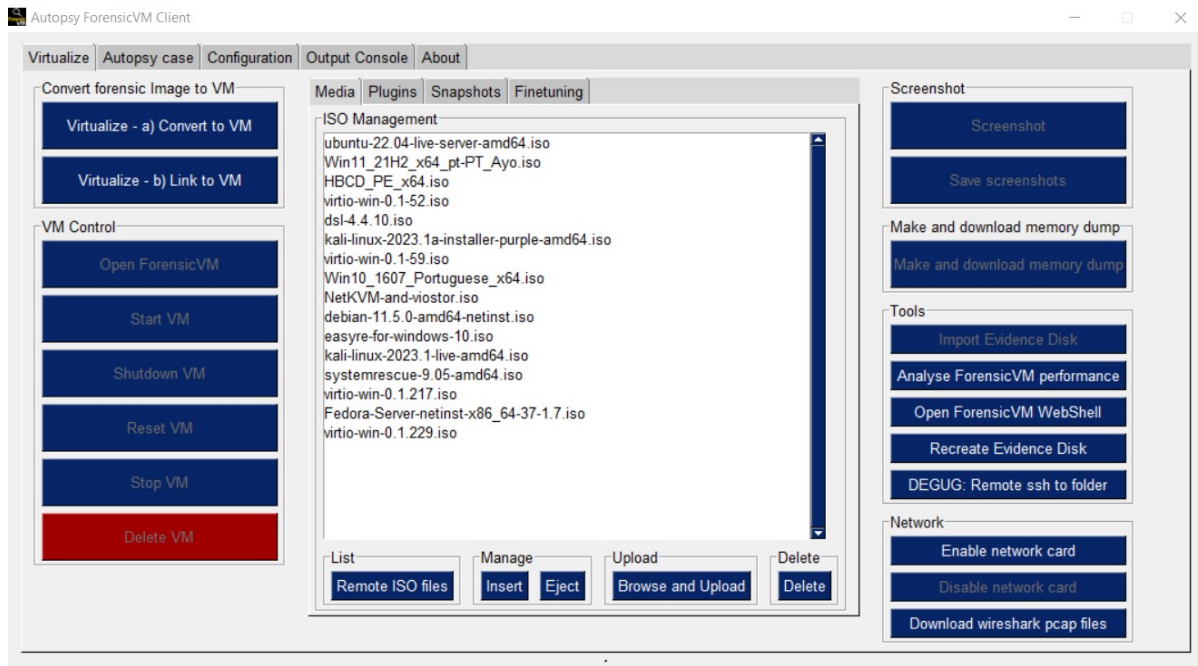 Autopsy ForensicVM Client
Virtualize Autopsy case Configuration Output Console About
Convert forensic Image to VM
Virtualize - a) Convert to VM
Virtualize - b) Link to VM
VM Control
Open ForensicVM
Start VM
Shutdown VM
Reset VM
Stop VM
Delete VM
Media Plugins Snapshots Finetuning
ISO Management
ubuntu-22.04-live-server-amd64.iso
Win11_21H2_x64_pt-PT_Ayo.iso
HBCD_PE_x64.iso
virtio-win-0.1-52.iso
dsl-4.4.10.iso
kali-linux-2023.1a-installer-purple-amd64.iso
virtio-win-0.1-59.iso
Win10_1607_Portuguese_x64.iso
NetKVM-and-viostor.iso
debian-11.5.0-amd64-netinst.iso
easyre-for-windows-10.iso
kali-linux-2023.1-live-amd64.iso
systemrescue-9.05-amd64.iso
virtio-win-0.1.217.iso
Fedora-Server-netinst-x86_64-37-1.7.iso
virtio-win-0.1.229.iso
List Manage Upload Delete
Remote ISO files Insert Eject Browse and Upload Delete
Screenshot
Screenshot
Save screenshots
Make and download memory dump
Make and download memory dump
Tools
Import Evidence Disk
Analyse ForensicVM performance
Open ForensicVM WebShell
Recreate Evidence Disk
DEGUG: Remote ssh to folder
Network
Enable network card
Disable network card
Download wireshark pcap files